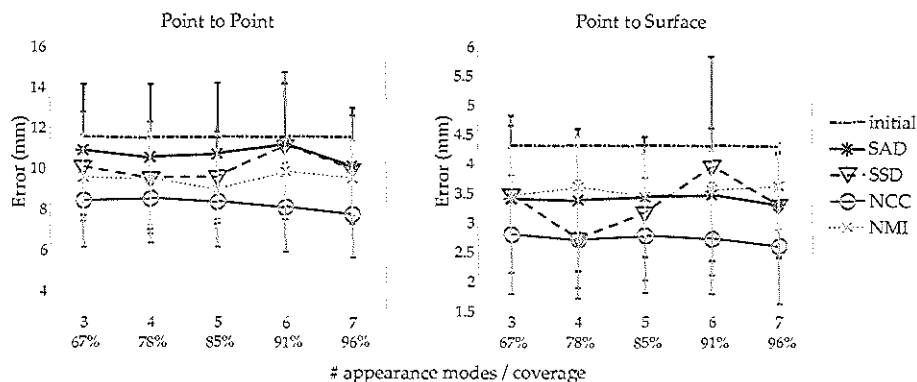 Point to Point
16
14
12
10
8
6
4
Error (mm)
3 4 5 6 7
67% 78% 85% 91% 96%
Point to Surface
6
5.5
5
4.5
4
3.5
3
2.5
2
1.5
Error (mm)
3 4 5 6 7
67% 78% 85% 91% 96%
initial
SAD
SSD
NCC
NMI
# appearance modes / coverage